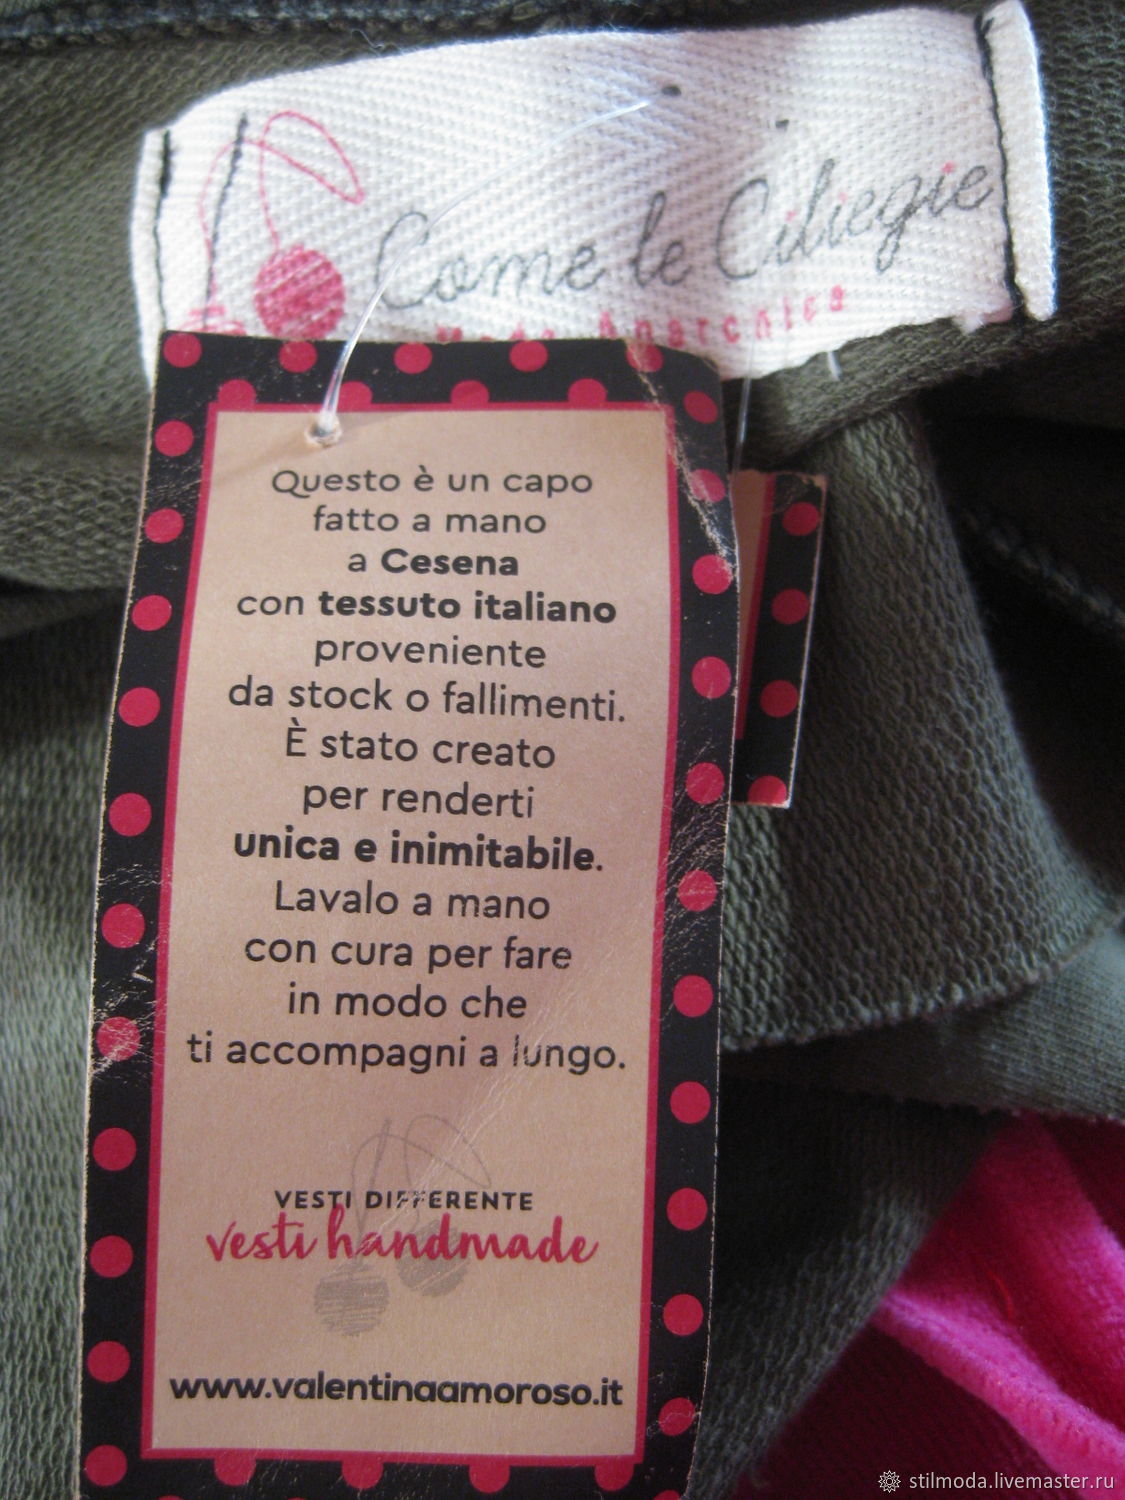 Come le Ciliegie
Moda Anarchica
Questo è un capo
fatto a mano
a Cesena
con tessuto italiano
proveniente
da stock o fallimenti.
È stato creato
per renderti
unica e inimitabile.
Lavalo a mano
con cura per fare
in modo che
ti accompagni a lungo.
VESTI DIFFERENTE
vesti handmade
www.valentinaamoroso.it
stilmoda.livemaster.ru